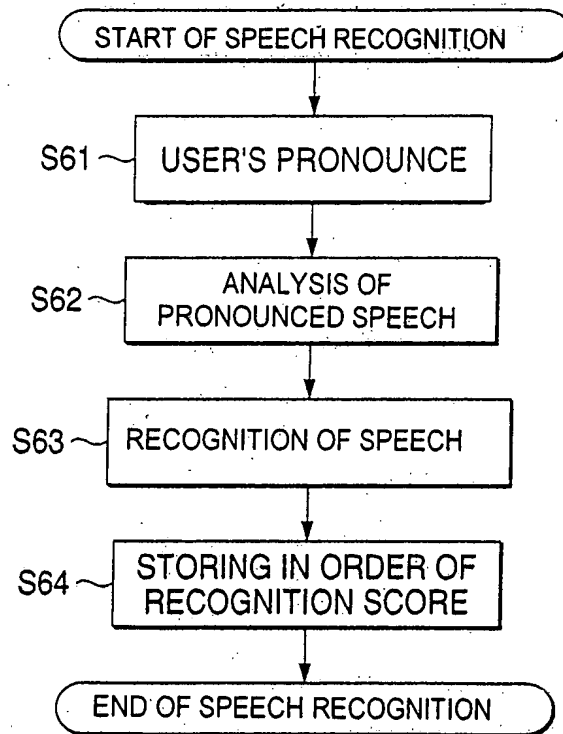 START OF SPEECH RECOGNITION
S61
USER'S PRONOUNCE
S62
ANALYSIS OF
PRONOUNCED SPEECH
S63
RECOGNITION OF SPEECH
S64
STORING IN ORDER OF
RECOGNITION SCORE
END OF SPEECH RECOGNITION